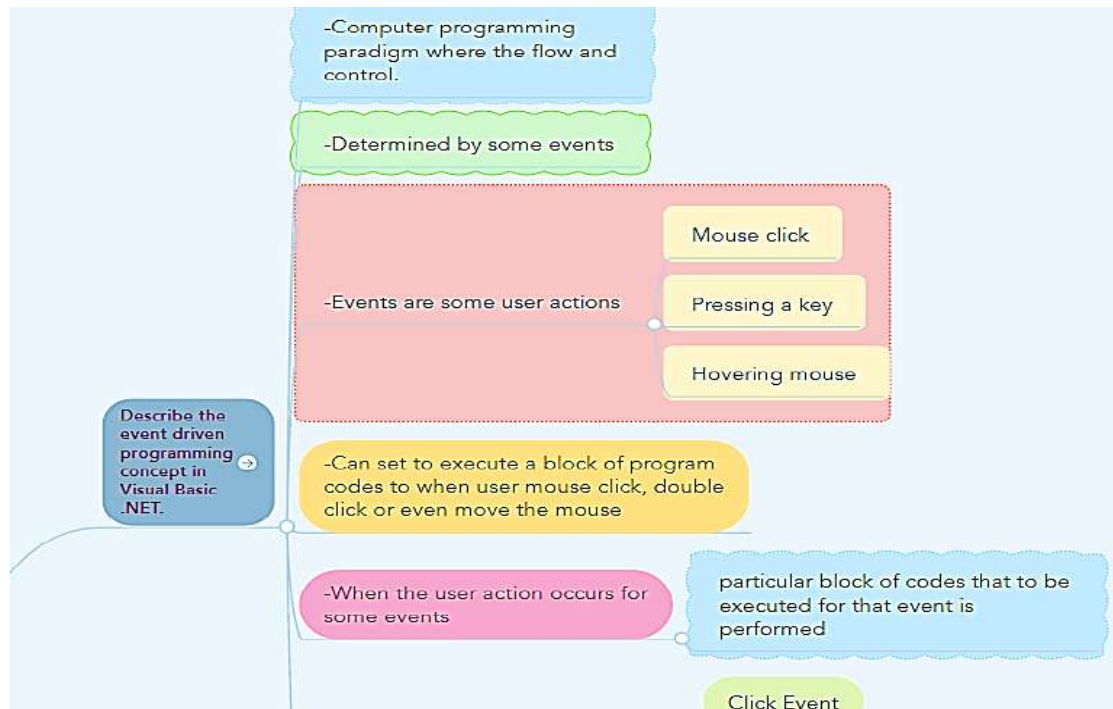 -Computer programming
paradigm where the flow and
control.
-Determined by some events
-Events are some user actions
Mouse click
Pressing a key
Hovering mouse
Describe the
event driven
programming
concept in
Visual Basic
.NET.
-Can set to execute a block of program
codes to when user mouse click, double
click or even move the mouse
-When the user action occurs for
some events
particular block of codes that to be
executed for that event is
performed
Click Event